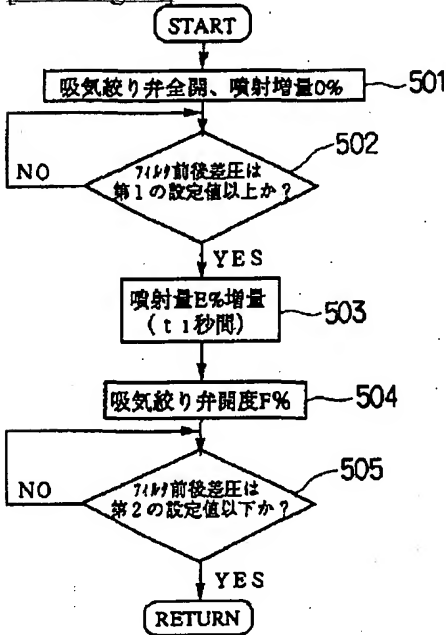 START
吸気絞り弁全開、噴射増量0%
501
502
フィルタ前後差圧は
第1の設定値以上か?
NO
YES
噴射量E%増量
(t1秒間)
503
吸気絞り弁開度F%
504
505
フィルタ前後差圧は
第2の設定値以下か?
NO
YES
RETURN